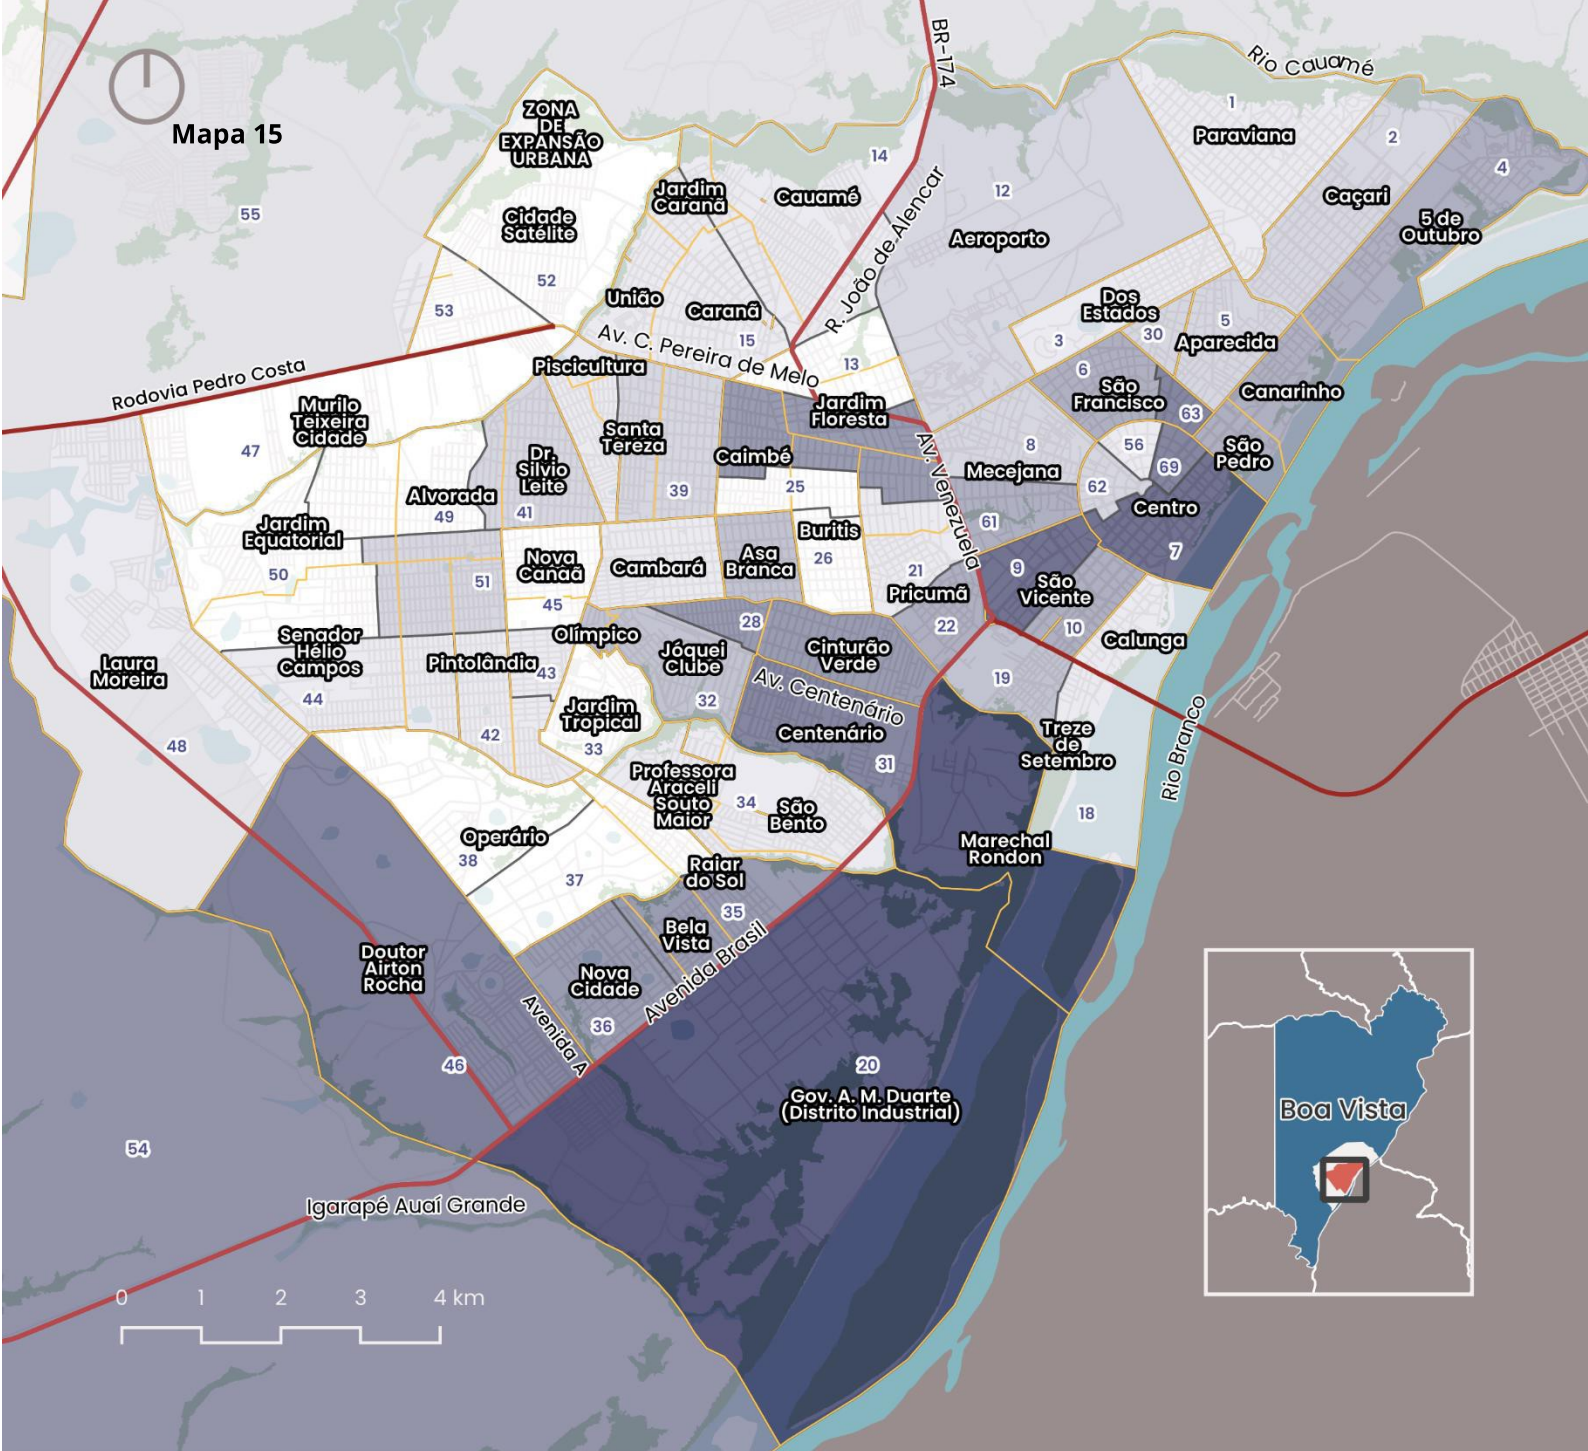 BR-174
Rio Cauamé
Mapa 15
ZONA
DE
EXPANSÃO
URBANA
1
Paraviana
2
4
14
12
55
Jardim
Caranã
Cauamé
Caçari
Cidade
Satélite
5 de
Outubro
R. João de Alencar
Aeroporto
52
53
União
Caranã
15
Dos
Estados
3
30
5
Aparecida
Av. C. Pereira de Melo
13
Rodovia Pedro Costa
Piscicultura
6
São
Francisco
63
Canarinho
Murilo
Teixeira
Cidade
47
Jardim
Floresta
Santa
Tereza
Caimbé
Av. Venezuela
8
56
São
Pedro
Dr.
Silvio
Leite
41
39
25
Mecejana
69
62
Centro
Alvorada
49
Jardim
Equatorial
50
Buritis
26
61
7
Nova
Canaã
45
Cambará
Asa
Branca
51
21
Pricumã
22
9
São
Vicente
10
Calunga
28
Olímpico
Senador
Hélio
Campos
44
Laura
Moreira
48
Pintolândia
43
Jóquei
Clube
32
Cinturão
Verde
19
Av. Centenário
Centenário
31
Jardim
Tropical
33
42
Treze
de
Setembro
18
Rio Branco
Professora
Araceli
Souto
Maior
34
São
Bento
Operário
38
37
Marechal
Rondon
Raiar
do Sol
35
Bela
Vista
Avenida Brasil
Doutor
Airton
Rocha
46
Nova
Cidade
36
Avenida A
20
Gov. A. M. Duarte
(Distrito Industrial)
Boa Vista
54
Igarapé Auaí Grande
0 1 2 3 4 km